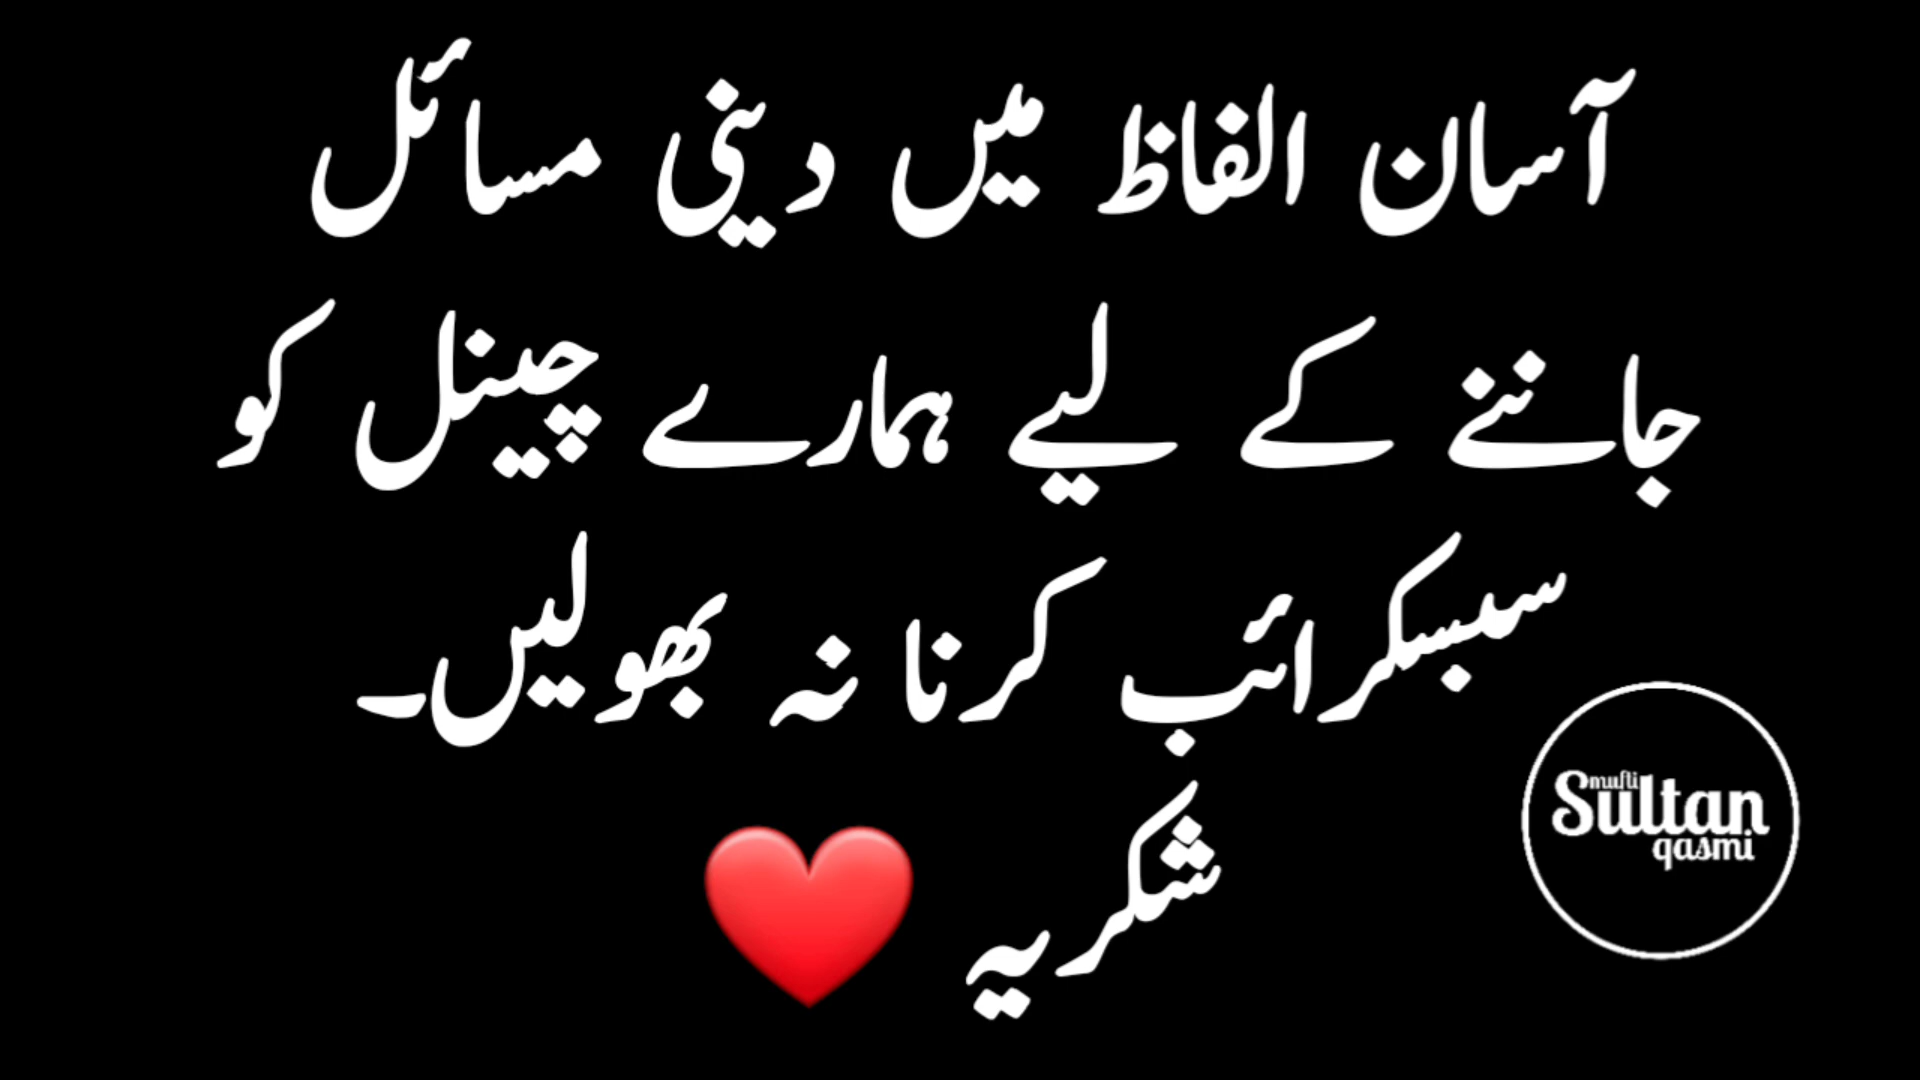 آسان الفاظ میں دینی مسائل
جاننے کے لیے ہمارے چینل کو
سبسکرائب کرنا نہ بھولیں۔
شکریہ ❤️
mufti
Sultan
qasmi